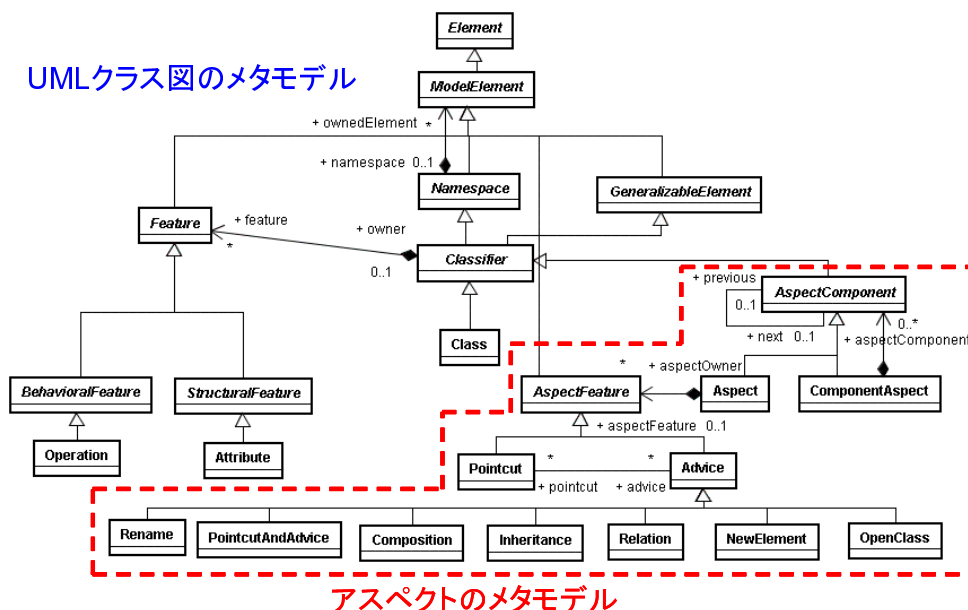 Element
UMLクラス図のメタモデル
ModelElement
+ ownedElement *
+ namespace 0..1
Namespace
GeneralizableElement
Feature
+ feature
*
+ owner
0..1
Classifier
+ previous
0..1
AspectComponent
+ next 0..1
0..*
+ aspectComponent
Class
*
+ aspectOwner
BehavioralFeature
StructuralFeature
AspectFeature
Aspect
ComponentAspect
+ aspectFeature 0..1
Operation
Attribute
Pointcut
*
*
Advice
+ pointcut
+ advice
Rename
PointcutAndAdvice
Composition
Inheritance
Relation
NewElement
OpenClass
アスペクトのメタモデル